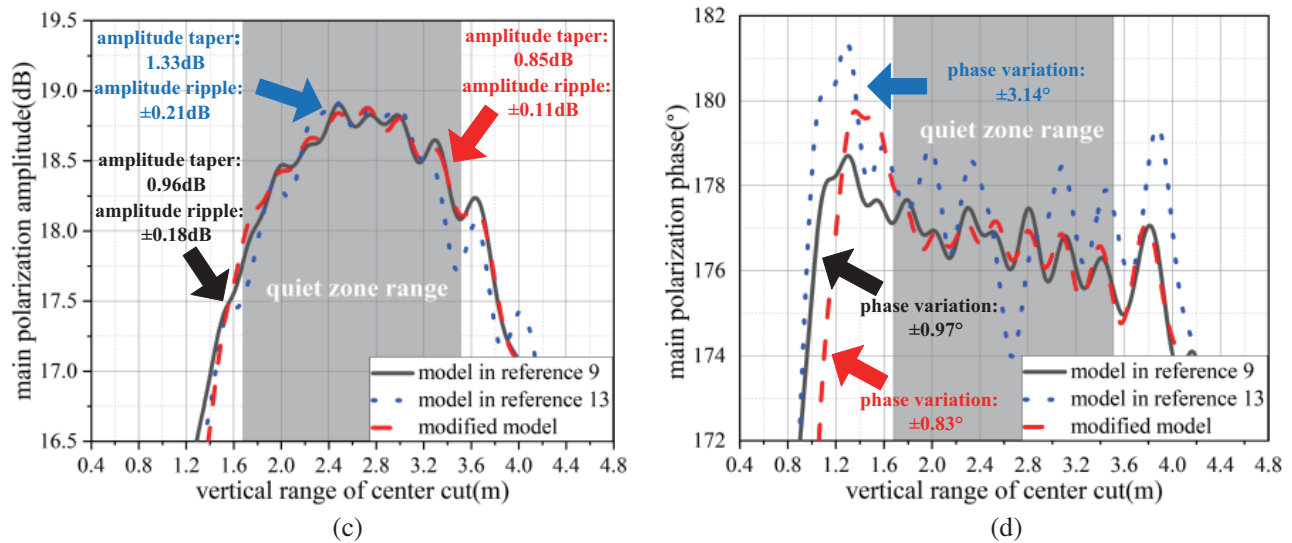 main polarization amplitude(dB)
19.5
19.0
18.5
18.0
17.5
17.0
16.5
amplitude taper:
1.33dB
amplitude ripple:
±0.21dB
amplitude taper:
0.85dB
amplitude ripple:
±0.11dB
amplitude taper:
0.96dB
amplitude ripple:
±0.18dB
quiet zone range
model in reference 9
model in reference 13
modified model
0.4 0.8 1.2 1.6 2.0 2.4 2.8 3.2 3.6 4.0 4.4 4.8
vertical range of center cut(m)
(c)
main polarization phase(°)
182
180
178
176
174
172
phase variation:
±3.14°
quiet zone range
phase variation:
±0.97°
phase variation:
±0.83°
model in reference 9
model in reference 13
modified model
0.4 0.8 1.2 1.6 2.0 2.4 2.8 3.2 3.6 4.0 4.4 4.8
vertical range of center cut(m)
(d)